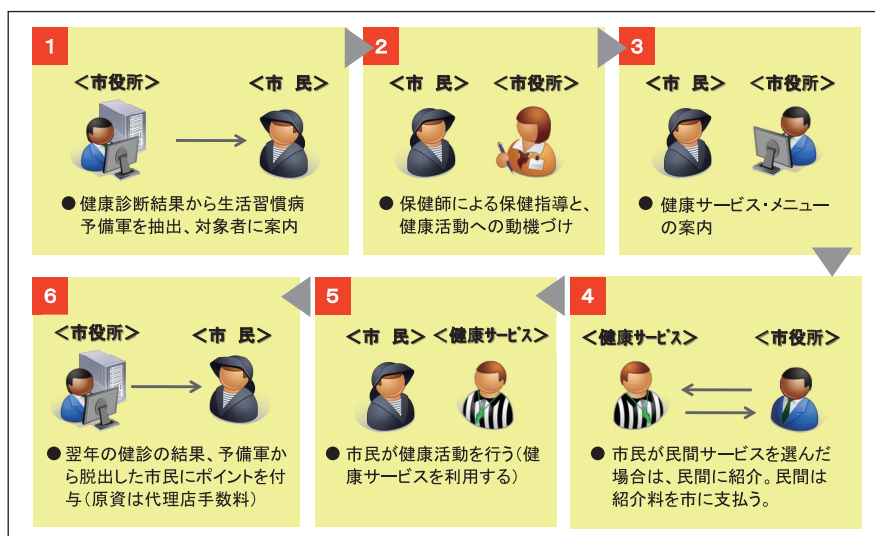 1
＜市役所＞
＜市 民＞
● 健康診断結果から生活習慣病
予備軍を抽出、対象者に案内
2
＜市 民＞
＜市役所＞
● 保健師による保健指導と、
健康活動への動機づけ
3
＜市 民＞
＜市役所＞
● 健康サービス・メニュー
の案内
4
＜健康サービス＞
＜市役所＞
● 市民が民間サービスを選んだ
場合は、民間に紹介。民間は
紹介料を市に支払う。
5
＜市 民＞
＜健康サービス＞
● 市民が健康活動を行う（健
康サービスを利用する）
6
＜市役所＞
＜市 民＞
● 翌年の健診の結果、予備軍か
ら脱出した市民にポイントを付
与（原資は代理店手数料）